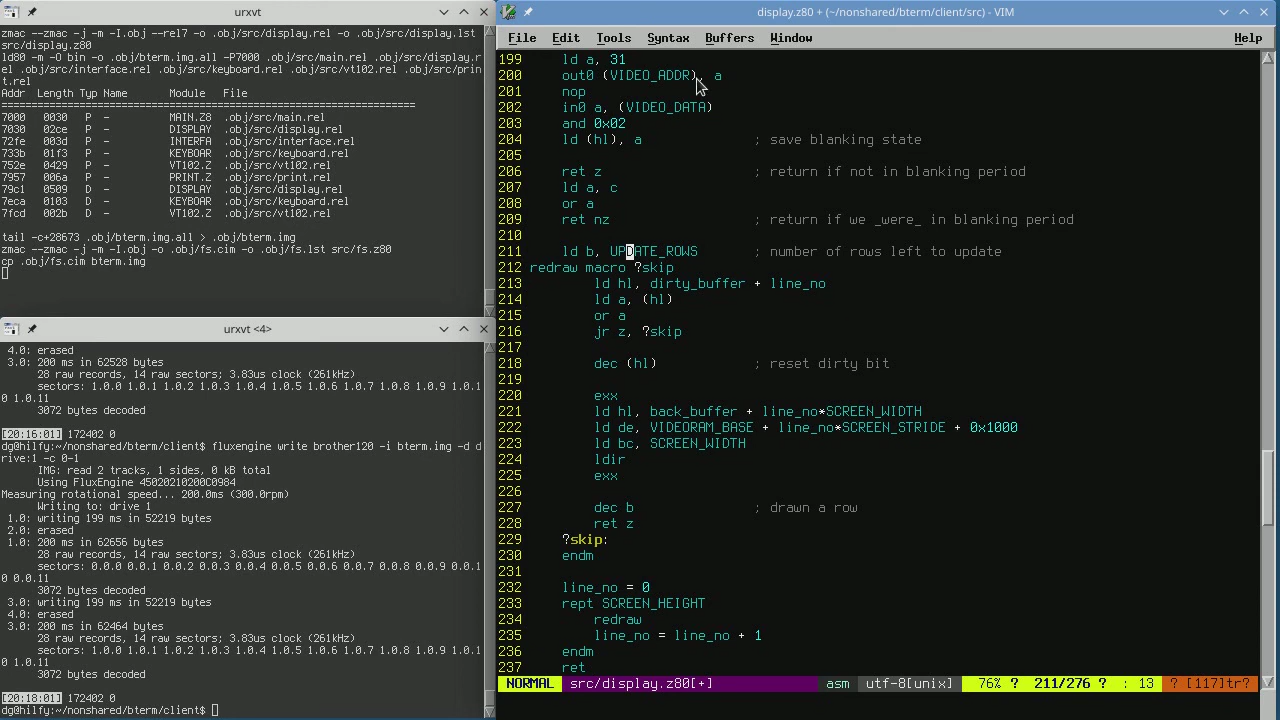 urxvt
zmac --zmac -j -m -I.obj --rel7 -o .obj/src/display.rel -o .obj/src/display.lst
src/display.z80
ld80 -m -O bin -o .obj/bterm.img.all -P7000 .obj/src/main.rel .obj/src/display.r
el .obj/src/interface.rel .obj/src/keyboard.rel .obj/src/vt102.rel .obj/src/prin
t.rel
Addr  Length Typ Name      Module  File
================================================================
7000  0030  P  -      MAIN.Z8  .obj/src/main.rel
7030  02ce  P  -      DISPLAY  .obj/src/display.rel
72fe  003d  P  -      INTERFA  .obj/src/interface.rel
733b  01f3  P  -      KEYBOAR  .obj/src/keyboard.rel
752e  0429  P  -      VT102.Z  .obj/src/vt102.rel
7957  006a  P  -      PRINT.Z  .obj/src/print.rel
79c1  0509  D  -      DISPLAY  .obj/src/display.rel
7eca  0103  D  -      KEYBOAR  .obj/src/keyboard.rel
7fcd  002b  D  -      VT102.Z  .obj/src/vt102.rel
tail -c+28673 .obj/bterm.img.all > .obj/bterm.img
zmac --zmac -j -m -I.obj -o .obj/fs.cim -o .obj/fs.lst src/fs.z80
cp .obj/fs.cim bterm.img
urxvt <4>
4.0: erased
3.0: 200 ms in 62528 bytes
28 raw records, 14 raw sectors; 3.83us clock (261kHz)
sectors: 1.0.0 1.0.1 1.0.2 1.0.3 1.0.4 1.0.5 1.0.6 1.0.7 1.0.8 1.0.9 1.0.1
0 1.0.11
3072 bytes decoded
[20:16:01] 172402 0
dg@hilfy:~/nonshared/bterm/client$ fluxengine write brother120 -i bterm.img -d d
rive:1 -c 0-1
IMG: read 2 tracks, 1 sides, 0 kB total
Using FluxEngine 45020210200C0984
Measuring rotational speed... 200.0ms (300.0rpm)
Writing to: drive 1
1.0: writing 199 ms in 52219 bytes
2.0: erased
1.0: 200 ms in 62656 bytes
28 raw records, 14 raw sectors; 3.83us clock (261kHz)
sectors: 0.0.0 0.0.1 0.0.2 0.0.3 0.0.4 0.0.5 0.0.6 0.0.7 0.0.8 0.0.9 0.0.1
0 0.0.11
3072 bytes decoded
3.0: writing 199 ms in 52219 bytes
4.0: erased
3.0: 200 ms in 62464 bytes
28 raw records, 14 raw sectors; 3.83us clock (261kHz)
sectors: 1.0.0 1.0.1 1.0.2 1.0.3 1.0.4 1.0.5 1.0.6 1.0.7 1.0.8 1.0.9 1.0.1
0 1.0.11
3072 bytes decoded
[20:18:01] 172402 0
dg@hilfy:~/nonshared/bterm/client$
display.z80 + (~/nonshared/bterm/client/src) - VIM
File Edit Tools Syntax Buffers Window Help
199     ld a, 31
200     out0 (VIDEO_ADDR), a
201     nop
202     in0 a, (VIDEO_DATA)
203     and 0x02
204     ld (hl), a              ; save blanking state
205
206     ret z                   ; return if not in blanking period
207     ld a, c
208     or a
209     ret nz                  ; return if we _were_ in blanking period
210
211     ld b, UPDATE_ROWS       ; number of rows left to update
212 redraw macro ?skip
213         ld hl, dirty_buffer + line_no
214         ld a, (hl)
215         or a
216         jr z, ?skip
217
218         dec (hl)            ; reset dirty bit
219
220         exx
221         ld hl, back_buffer + line_no*SCREEN_WIDTH
222         ld de, VIDEORAM_BASE + line_no*SCREEN_STRIDE + 0x1000
223         ld bc, SCREEN_WIDTH
224         ldir
225         exx
226
227         dec b               ; drawn a row
228         ret z
229     ?skip:
230     endm
231
232     line_no = 0
233     rept SCREEN_HEIGHT
234         redraw
235         line_no = line_no + 1
236     endm
237     ret
NORMAL src/display.z80[+] asm utf-8[unix] 76% ? 211/276 ? : 13 ? [117]tr?